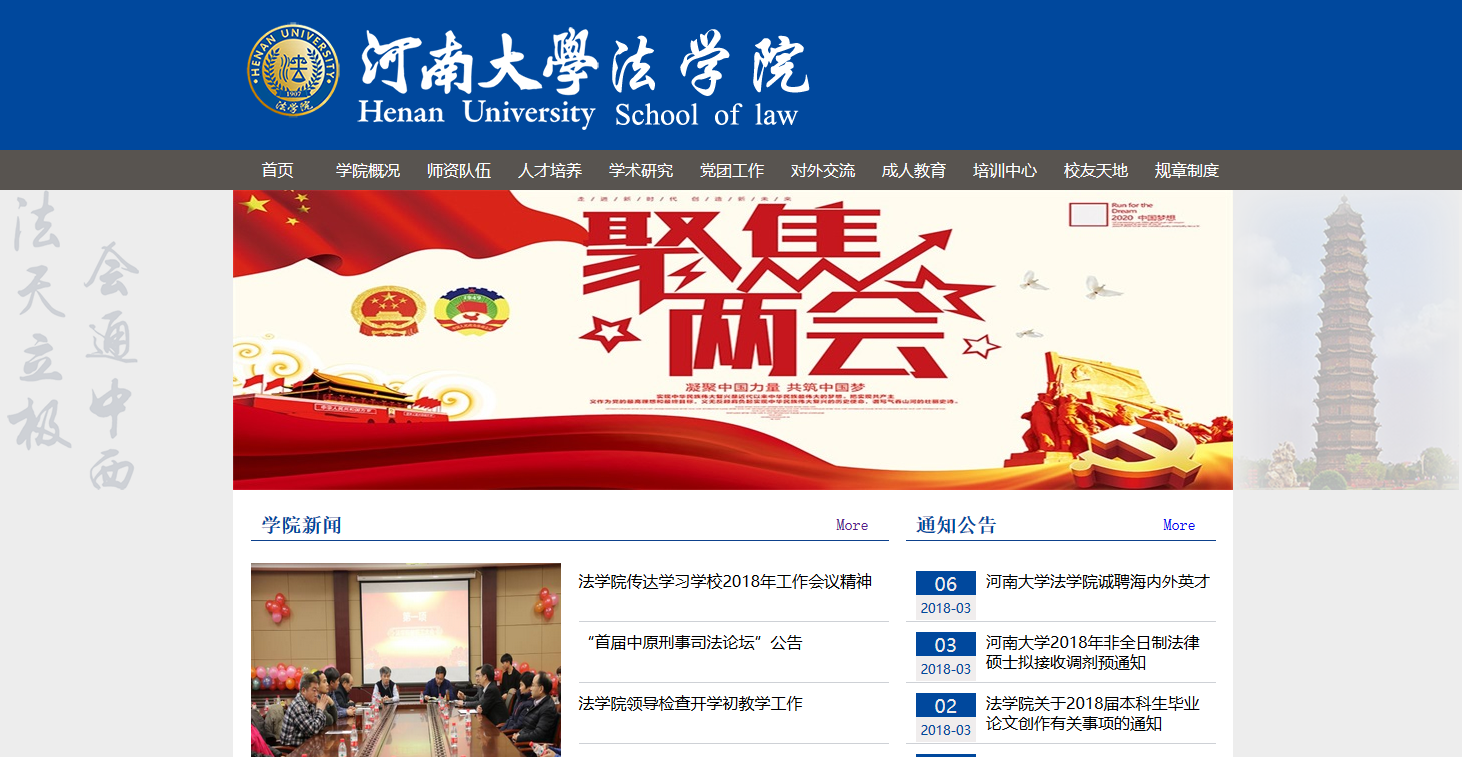 HENAN UNIVERSITY
法
1907
法学院
河南大學法学院
Henan University School of law
首页 学院概况 师资队伍 人才培养 学术研究 党团工作 对外交流 成人教育 培训中心 校友天地 规章制度
法天立极
会通中西
走/进/新/时/代 创/造/新/未/来
聚焦
两会
Run for the
Dream
2020 中国梦想
1949
凝聚中国力量 共筑中国梦
学院新闻 More
法学院传达学习学校2018年工作会议精神
“首届中原刑事司法论坛”公告
法学院领导检查开学初教学工作
第一项
通知公告 More
06
2018-03
河南大学法学院诚聘海内外英才
03
2018-03
河南大学2018年非全日制法律
硕士拟接收调剂预通知
02
2018-03
法学院关于2018届本科生毕业
论文创作有关事项的通知